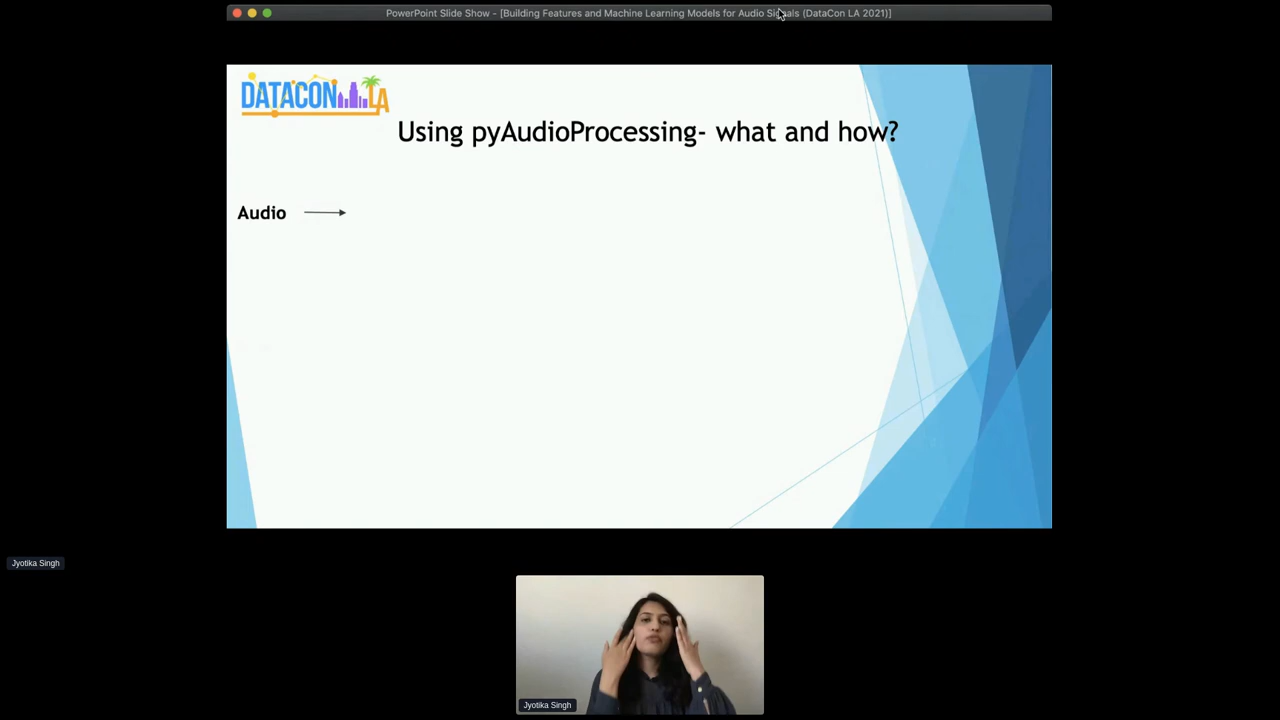 PowerPoint Slide Show - [Building Features and Machine Learning Models for Audio Signals (DataCon LA 2021)]
DATACON LA
Using pyAudioProcessing- what and how?
Audio
Jyotika Singh
Jyotika Singh